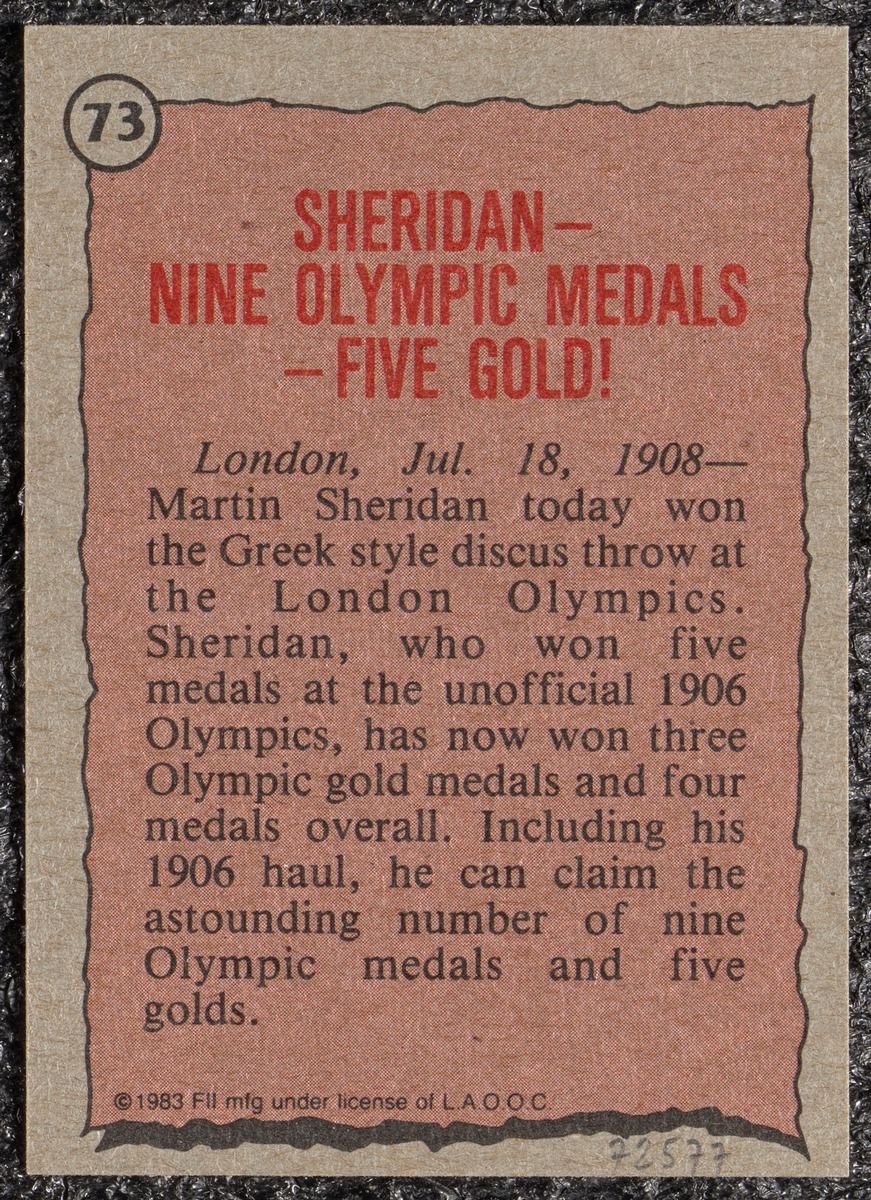 73
SHERIDAN—
NINE OLYMPIC MEDALS
—FIVE GOLD!
London, Jul. 18, 1908—
Martin Sheridan today won
the Greek style discus throw at
the London Olympics.
Sheridan, who won five
medals at the unofficial 1906
Olympics, has now won three
Olympic gold medals and four
medals overall. Including his
1906 haul, he can claim the
astounding number of nine
Olympic medals and five
golds.
©1983 FII mfg under license of L.A.O.O.C.
72577